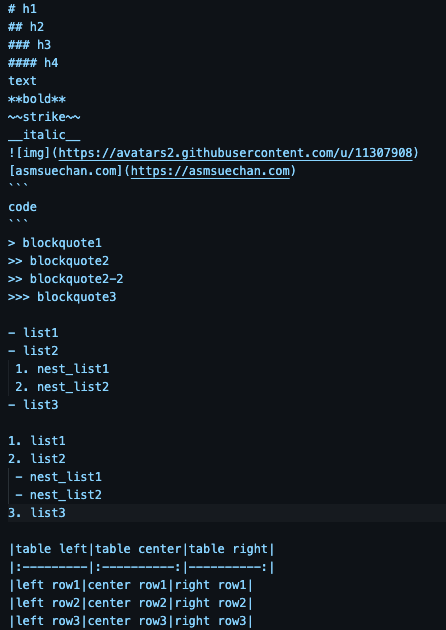 # h1
## h2
### h3
#### h4
text
**bold**
~~strike~~
__italic__
![img](https://avatars2.githubusercontent.com/u/11307908)
[asmsuechan.com](https://asmsuechan.com)
```
code
```
> blockquote1
>> blockquote2
>> blockquote2-2
>>> blockquote3

- list1
- list2
 1. nest_list1
 2. nest_list2
- list3

1. list1
2. list2
 - nest_list1
 - nest_list2
3. list3

|table left|table center|table right|
|:---------|:----------:|----------:|
|left row1|center row1|right row1|
|left row2|center row2|right row2|
|left row3|center row3|right row3|